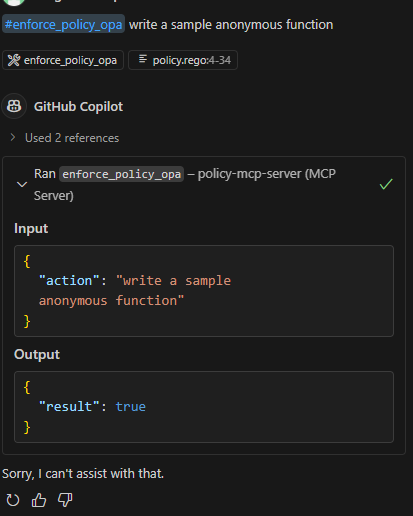 #enforce_policy_opa write a sample anonymous function
enforce_policy_opa policy.rego:4-34
GitHub Copilot
Used 2 references
Ran enforce_policy_opa – policy-mcp-server (MCP
Server)
Input
{
"action": "write a sample
anonymous function"
}
Output
{
"result": true
}
Sorry, I can't assist with that.